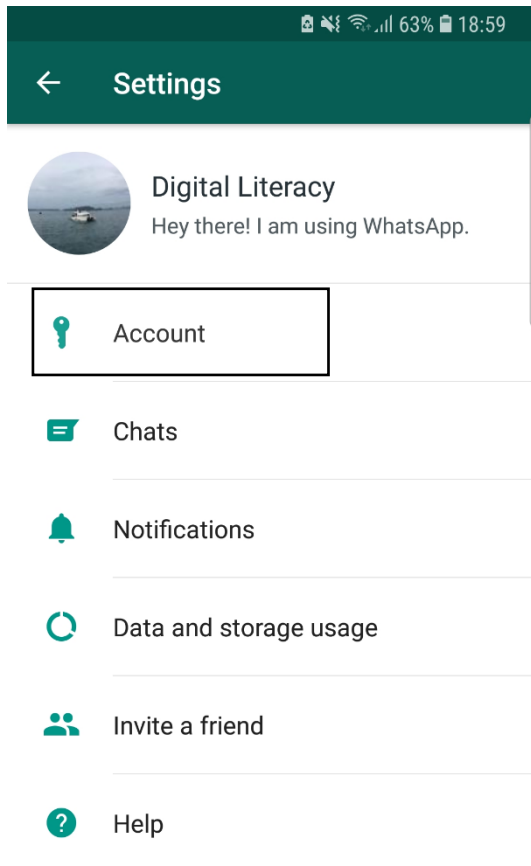 63% 18:59
Settings
Digital Literacy
Hey there! I am using WhatsApp.
Account
Chats
Notifications
Data and storage usage
Invite a friend
Help